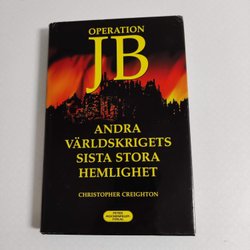 OPERATION
JB
ANDRA
VÄRLDSKRIGETS
SISTA STORA
HEMLIGHET
CHRISTOPHER CREIGHTON